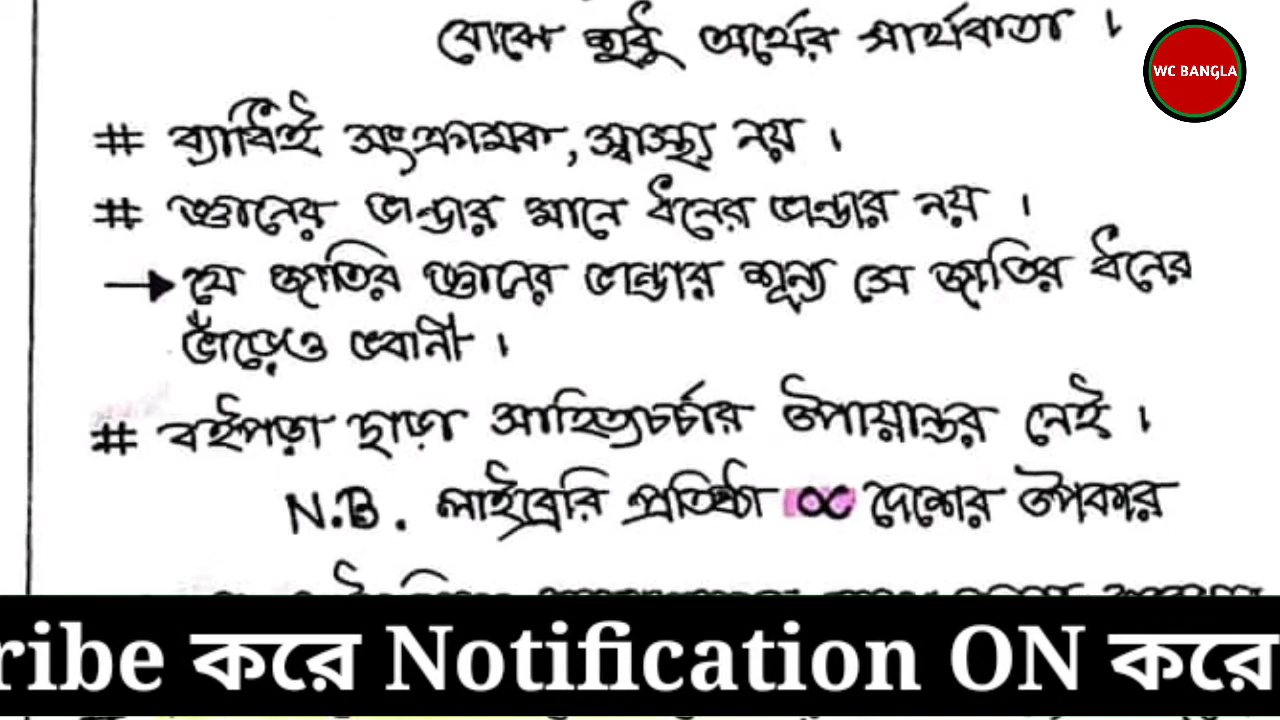 বোঝে শুধু অর্থের সার্থকতা ।
WC BANGLA
# ব্যাধিই সংক্রামক, স্বাস্থ্য নয় ।
# জ্ঞানের ভান্ডার মানে ধনের ভান্ডার নয় ।
→ যে জাতির জ্ঞানের ভান্ডার শূন্য সে জাতির ধনের
ভাঁড়েও ভবানী ।
# বইপড়া ছাড়া সাহিত্যচর্চার উপায়ান্তর নেই ।
N.B. লাইব্রেরি প্রতিষ্ঠা ∝ দেশের উপকার
ribe করে Notification ON করে